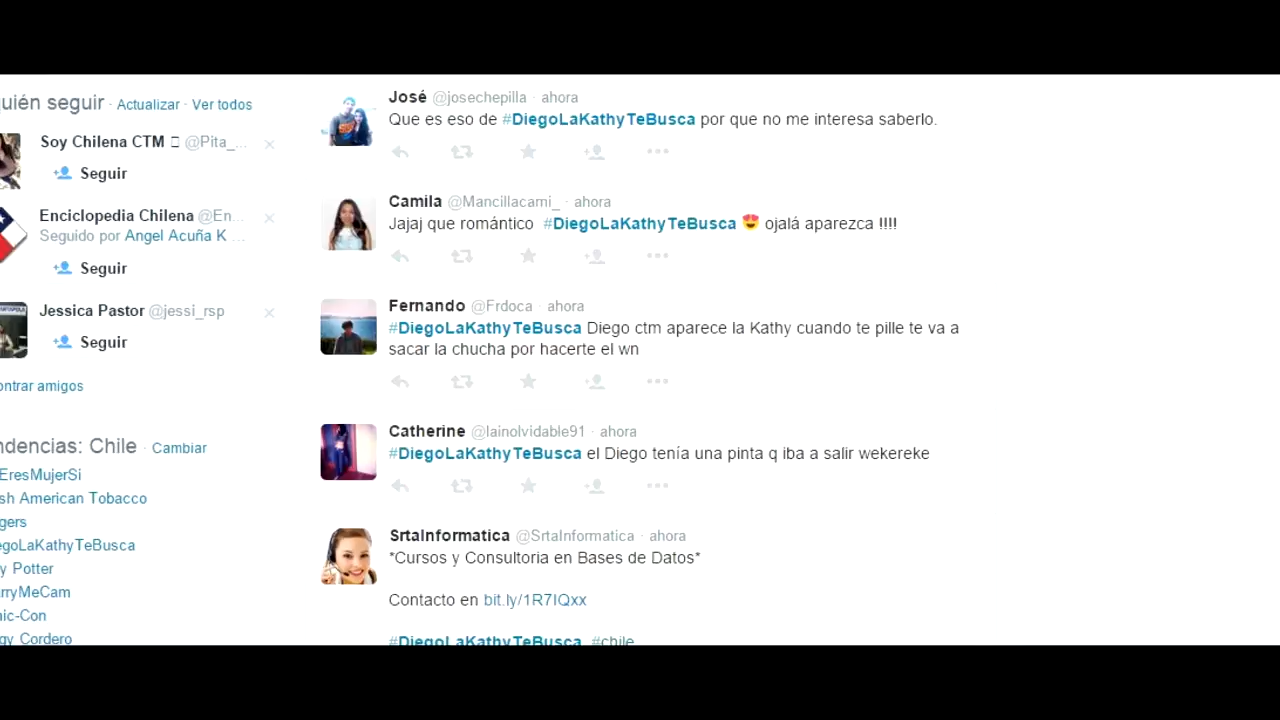 uién seguir · Actualizar · Ver todos
Soy Chilena CTM @Pita_...
Seguir
Enciclopedia Chilena @En...
Seguido por Angel Acuña K ...
Seguir
Jessica Pastor @jessi_rsp
Seguir
ontrar amigos
ndencias: Chile · Cambiar
EresMujerSi
sh American Tobacco
gers
egoLaKathyTeBusca
y Potter
arryMeCam
ic-Con
gy Cordero
José @josechepilla · ahora
Que es eso de #DiegoLaKathyTeBusca por que no me interesa saberlo.
Camila @Mancillacami_ · ahora
Jajaj que romántico #DiegoLaKathyTeBusca 😍 ojalá aparezca !!!!
Fernando @Frdoca · ahora
#DiegoLaKathyTeBusca Diego ctm aparece la Kathy cuando te pille te va a
sacar la chucha por hacerte el wn
Catherine @lainolvidable91 · ahora
#DiegoLaKathyTeBusca el Diego tenía una pinta q iba a salir wekereke
SrtaInformatica @SrtaInformatica · ahora
*Cursos y Consultoria en Bases de Datos*
Contacto en bit.ly/1R7IQxx
#DiegoLaKathyTeBusca #chile